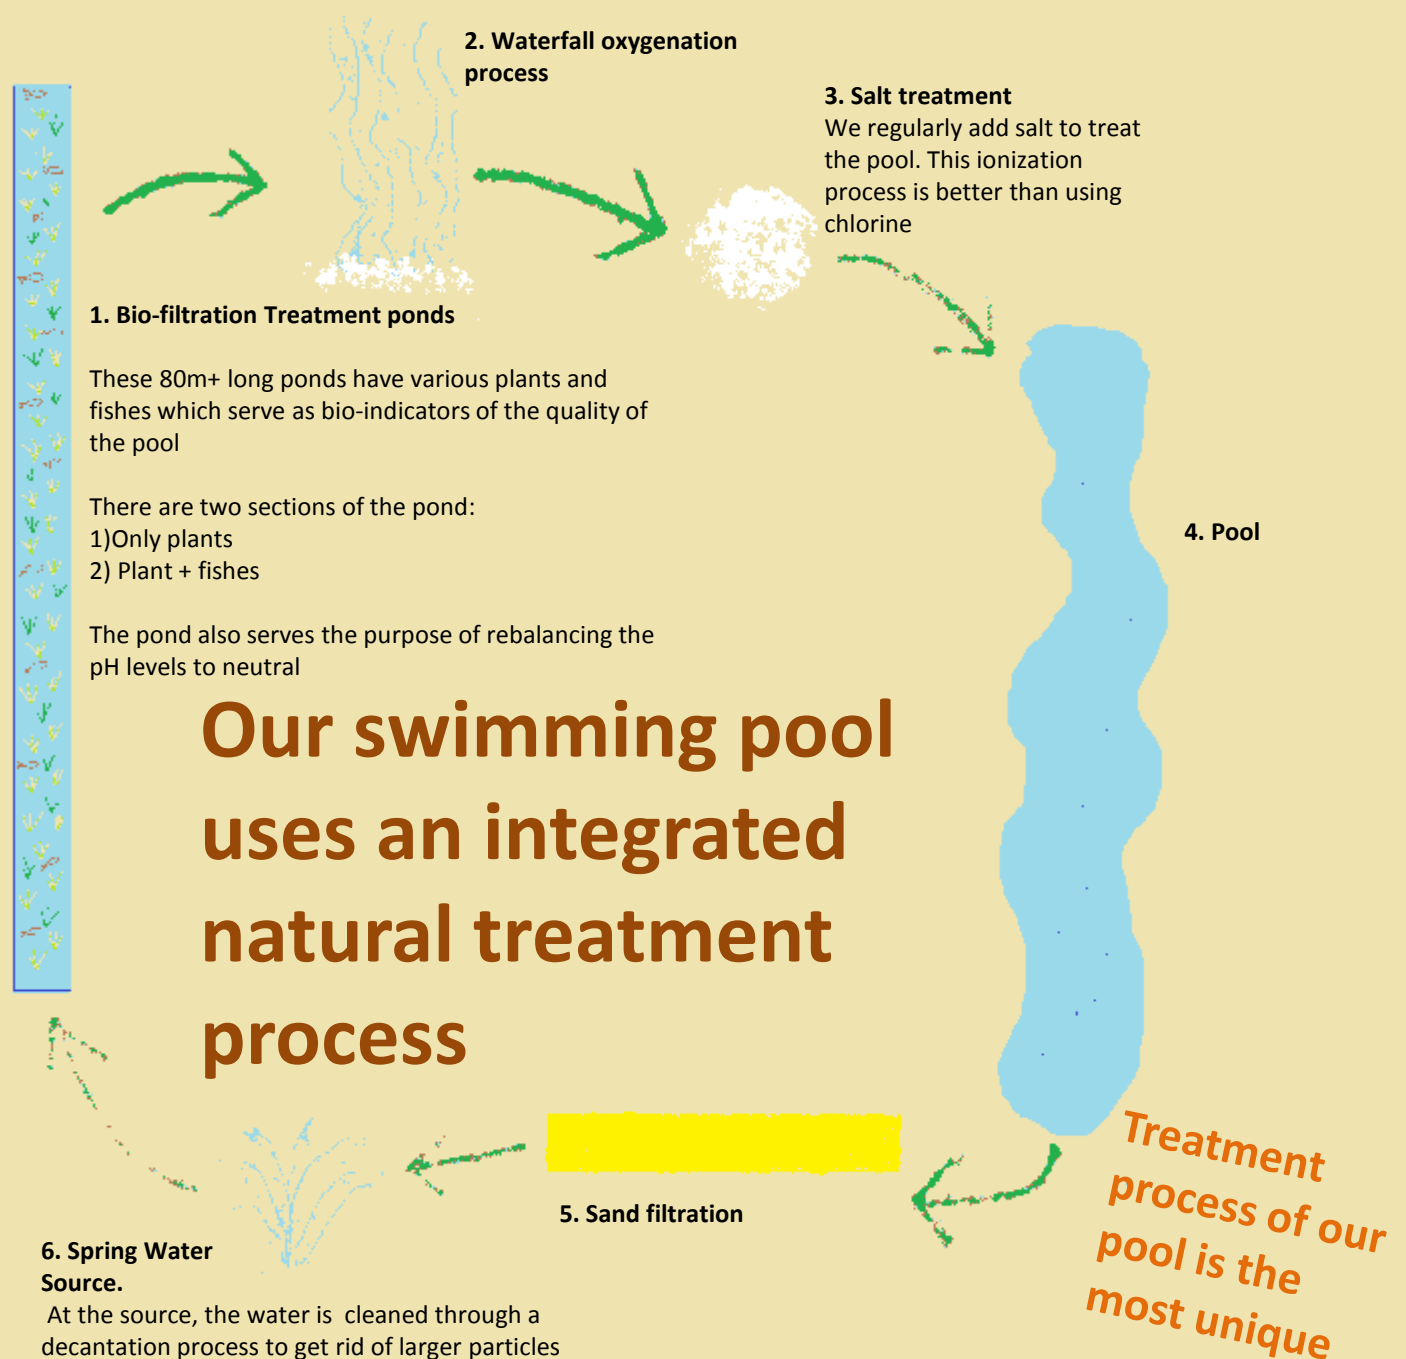 2. Waterfall oxygenation
process
3. Salt treatment
We regularly add salt to treat
the pool. This ionization
process is better than using
chlorine
1. Bio-filtration Treatment ponds
These 80m+ long ponds have various plants and
fishes which serve as bio-indicators of the quality of
the pool
There are two sections of the pond:
1)Only plants
2) Plant + fishes
The pond also serves the purpose of rebalancing the
pH levels to neutral
4. Pool
Our swimming pool
uses an integrated
natural treatment
process
5. Sand filtration
6. Spring Water
Source.
At the source, the water is cleaned through a
decantation process to get rid of larger particles
Treatment
process of our
pool is the
most unique